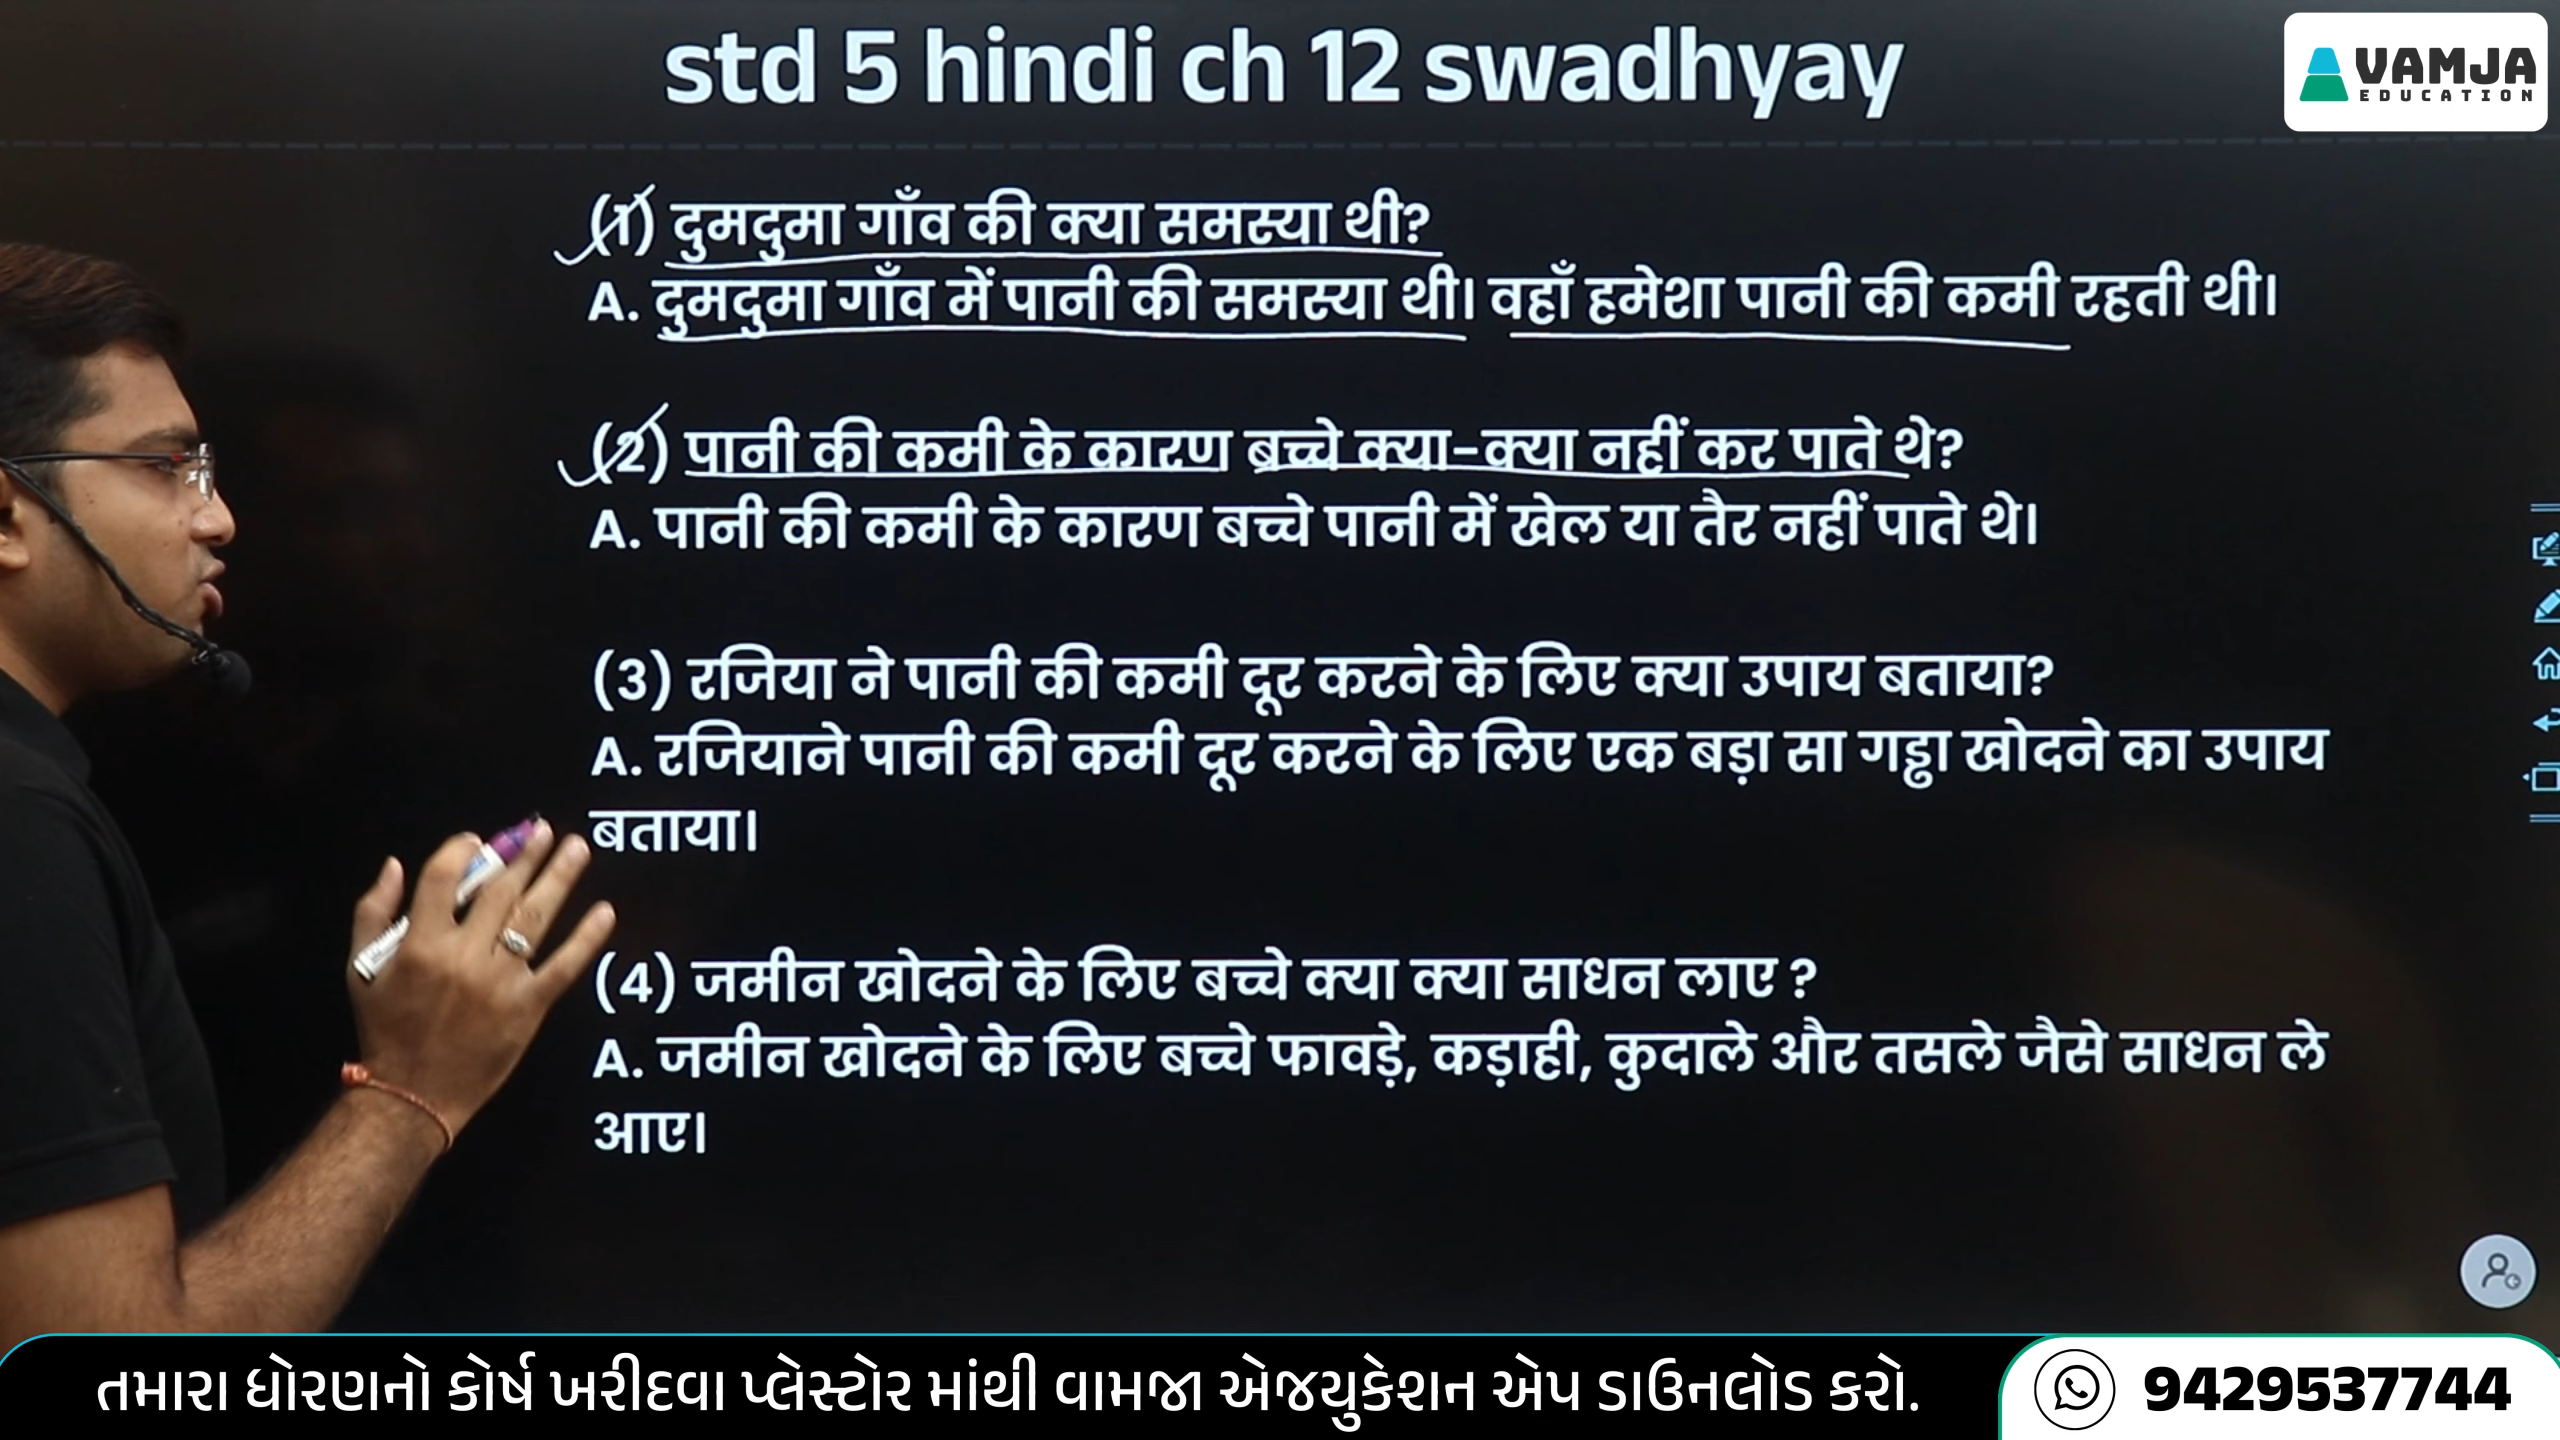 std 5 hindi ch 12 swadhyay
VAMJA
EDUCATION
(1) दुमदुमा गाँव की क्या समस्या थी?
A. दुमदुमा गाँव में पानी की समस्या थी। वहाँ हमेशा पानी की कमी रहती थी।
(2) पानी की कमी के कारण बच्चे क्या-क्या नहीं कर पाते थे?
A. पानी की कमी के कारण बच्चे पानी में खेल या तैर नहीं पाते थे।
(3) रजिया ने पानी की कमी दूर करने के लिए क्या उपाय बताया?
A. रजियाने पानी की कमी दूर करने के लिए एक बड़ा सा गड्ढा खोदने का उपाय
बताया।
(4) जमीन खोदने के लिए बच्चे क्या क्या साधन लाए ?
A. जमीन खोदने के लिए बच्चे फावड़े, कड़ाही, कुदाले और तसले जैसे साधन ले
आए।
તમારા ધોરણનો કોર્ષ ખરીદવા પ્લેસ્ટોર માંથી વામજા એજયુકેશન એપ ડાઉનલોડ કરો.
9429537744